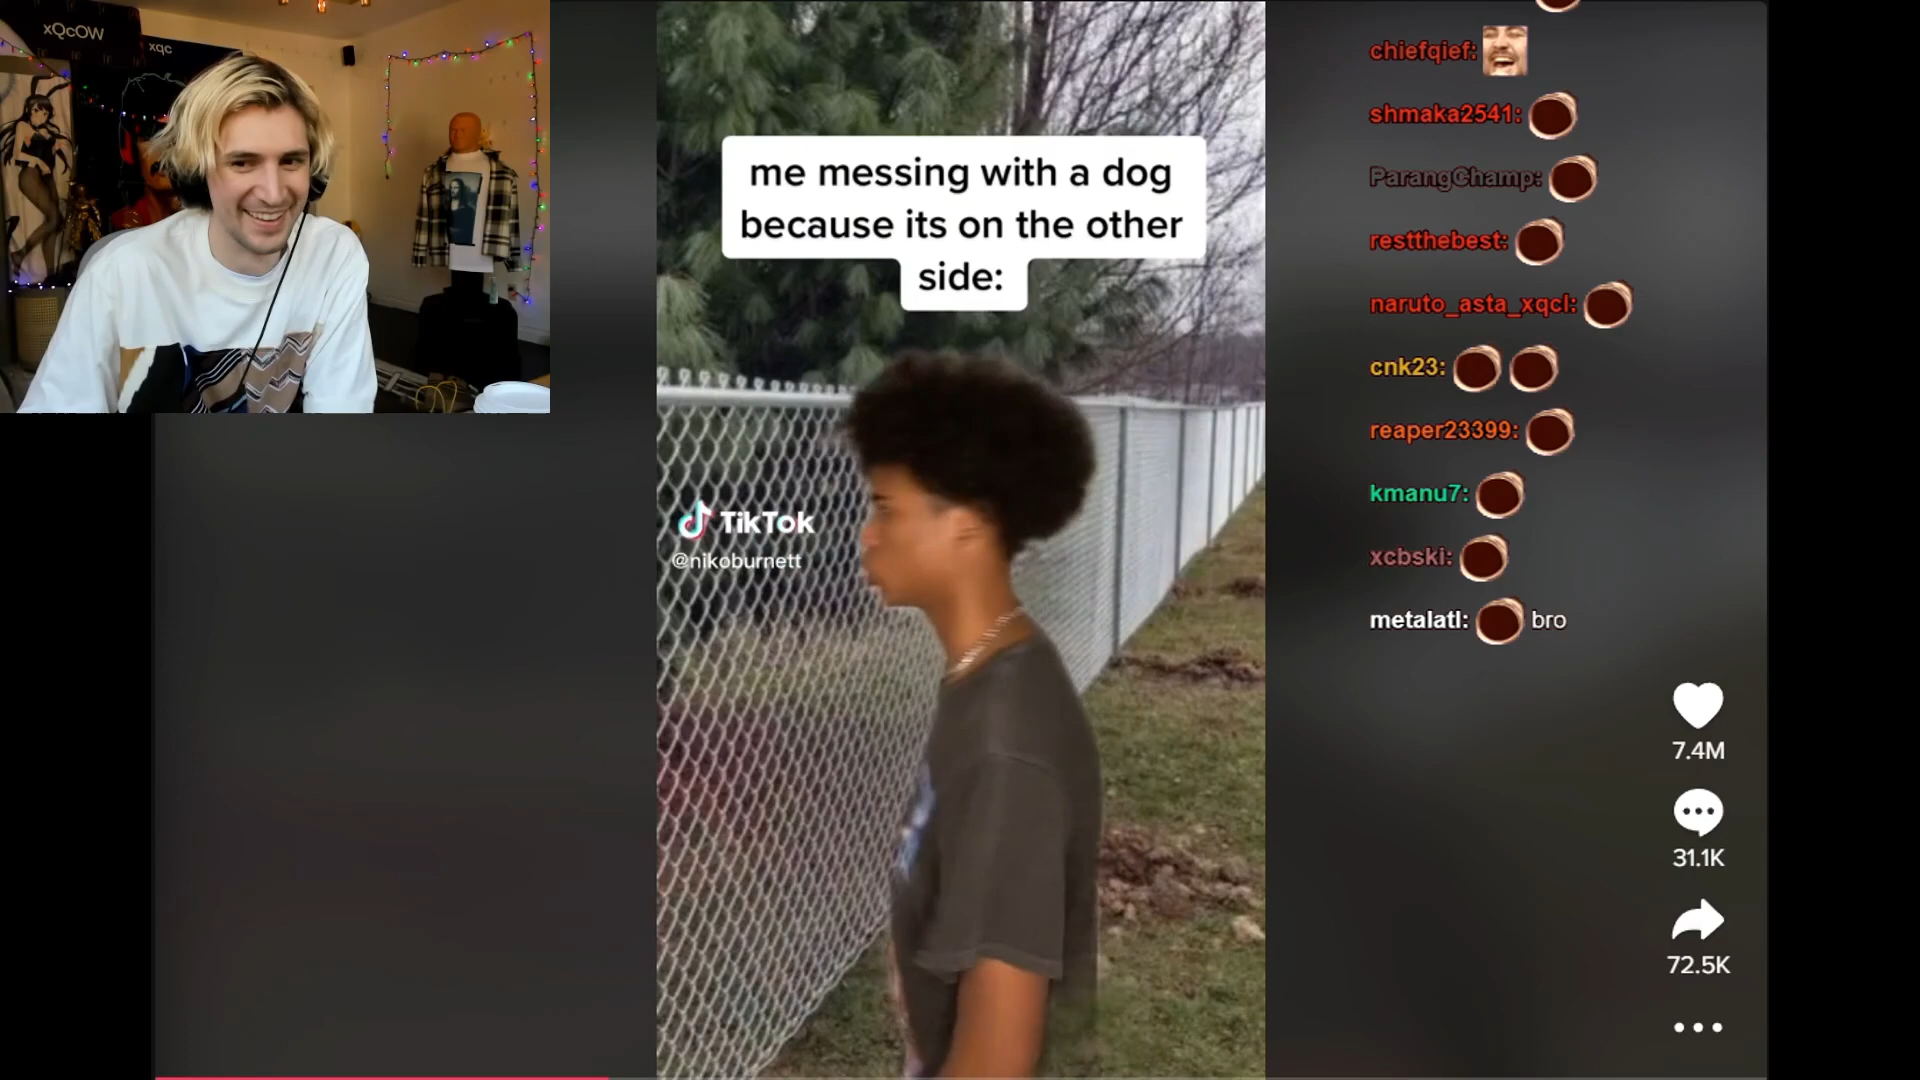 xQcOW
xqc
me messing with a dog
because its on the other
side:
TikTok
@nikoburnett
chiefqief:
shmaka2541:
ParangChamp:
restthebest:
naruto_asta_xqcl:
cnk23:
reaper23399:
kmanu7:
xcbski:
metalatl: bro
7.4M
31.1K
72.5K